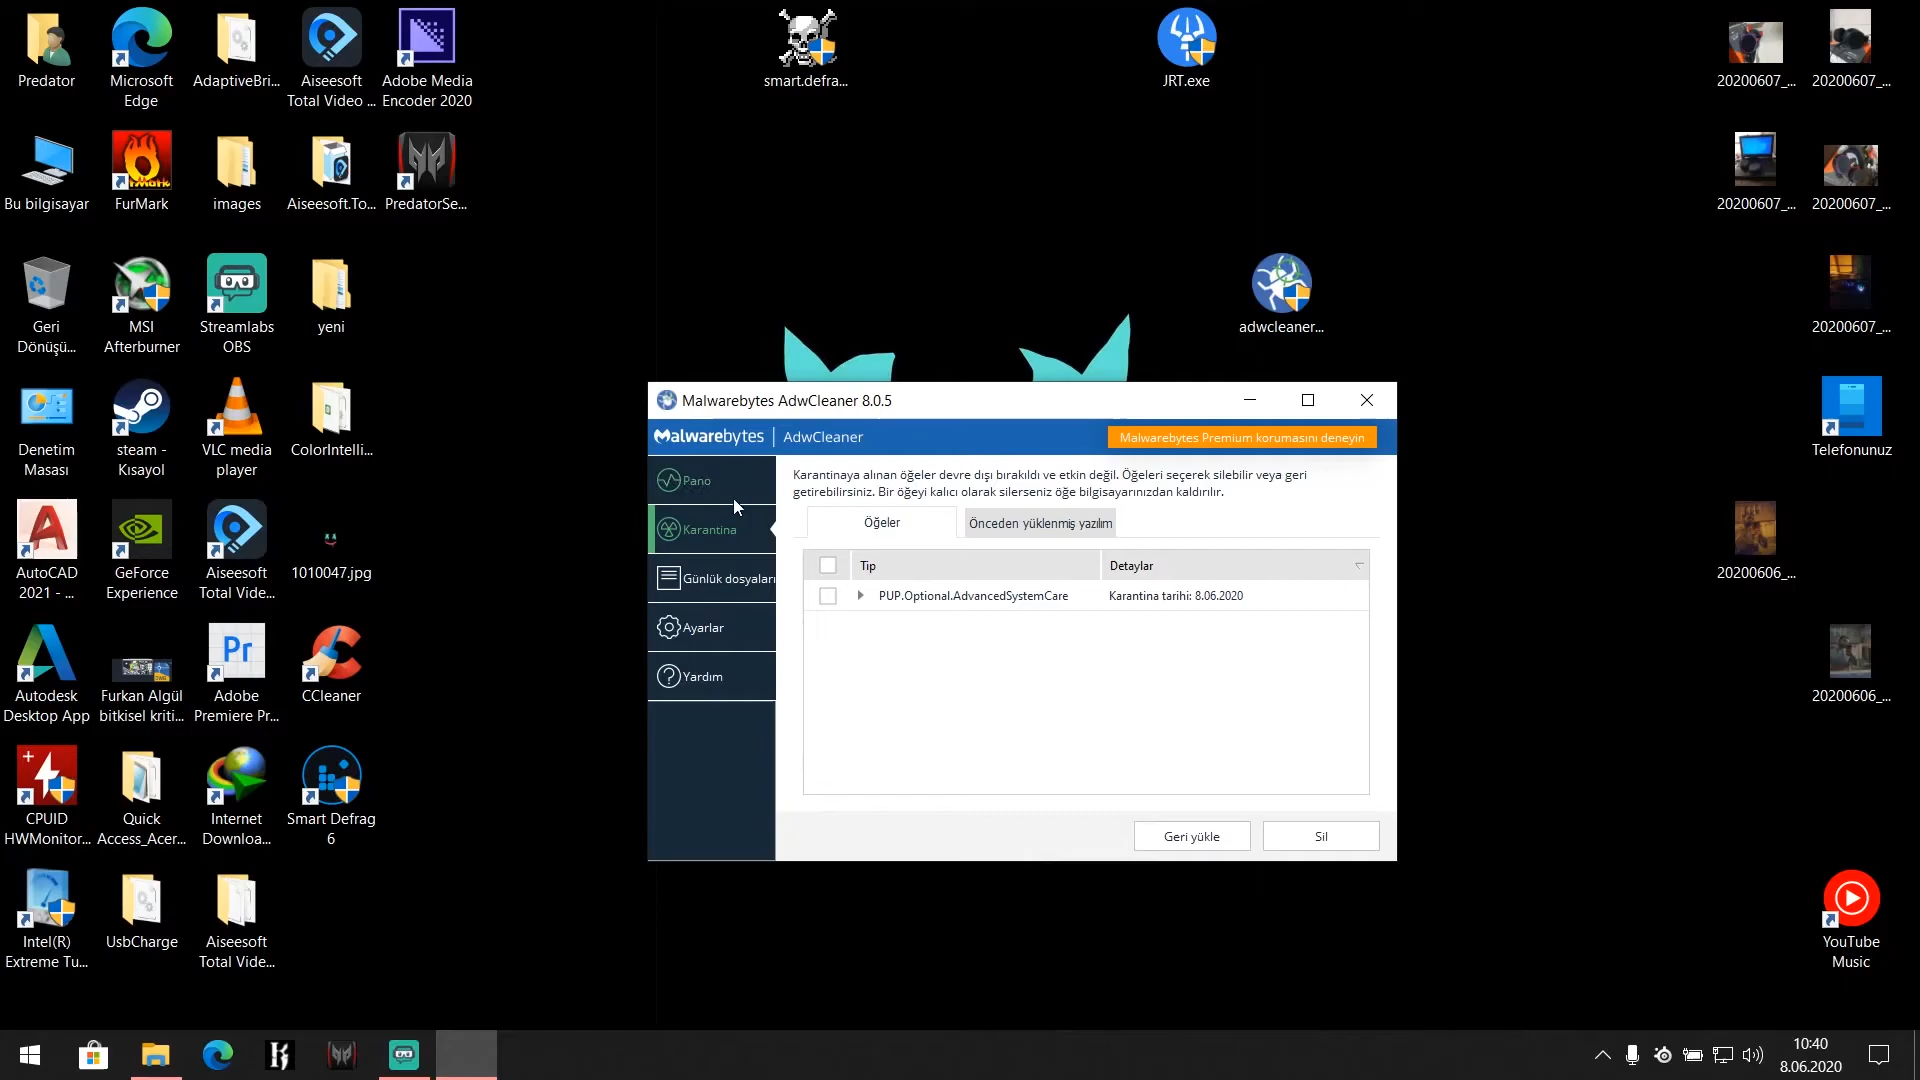 Predator
Microsoft
Edge
AdaptiveBri...
Aiseesoft
Total Video ...
Adobe Media
Encoder 2020
smart.defra...
JRT.exe
20200607_...
20200607_...
Bu bilgisayar
FurMark
images
Aiseesoft.To...
PredatorSe...
20200607_...
20200607_...
Geri
Dönüşü...
MSI
Afterburner
Streamlabs
OBS
yeni
adwcleaner...
20200607_...
Denetim
Masası
steam -
Kısayol
VLC media
player
ColorIntelli...
Telefonunuz
AutoCAD
2021 - ...
GeForce
Experience
Aiseesoft
Total Vide...
1010047.jpg
20200606_...
Autodesk
Desktop App
Furkan Algül
bitkisel kriti...
Adobe
Premiere Pr...
CCleaner
20200606_...
CPUID
HWMonitor...
Quick
Access_Acer...
Internet
Downloa...
Smart Defrag
6
Intel(R)
Extreme Tu...
UsbCharge
Aiseesoft
Total Vide...
YouTube
Music
Malwarebytes AdwCleaner 8.0.5
Malwarebytes | AdwCleaner
Malwarebytes Premium korumasını deneyin
Pano
Karantina
Günlük dosyaları
Ayarlar
Yardım
Karantinaya alınan öğeler devre dışı bırakıldı ve etkin değil. Öğeleri seçerek silebilir veya geri
getirebilirsiniz. Bir öğeyi kalıcı olarak silerseniz öğe bilgisayarınızdan kaldırılır.
Öğeler
Önceden yüklenmiş yazılım
Tip
Detaylar
PUP.Optional.AdvancedSystemCare
Karantina tarihi: 8.06.2020
Geri yükle
Sil
10:40
8.06.2020